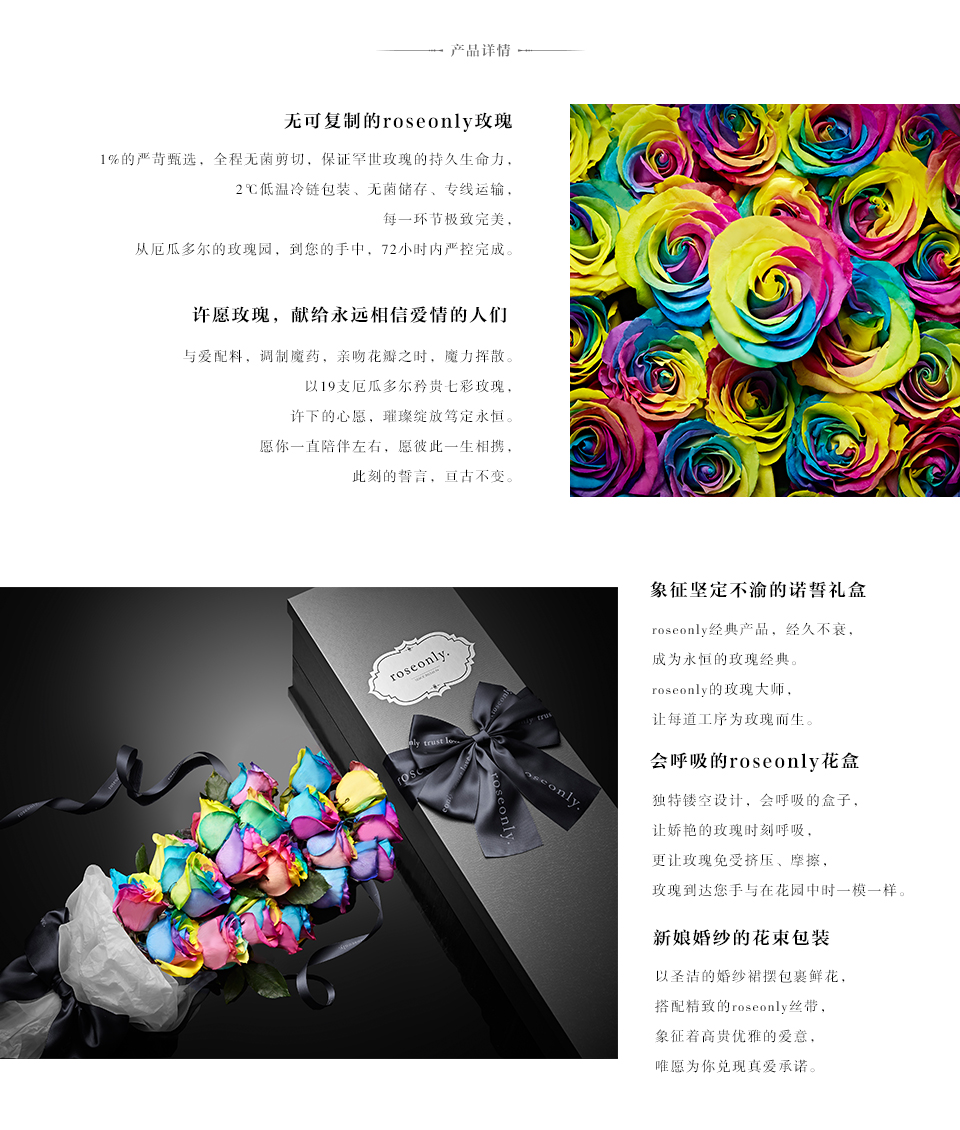 产品详情
无可复制的roseonly玫瑰
1%的严苛甄选，全程无菌剪切，保证罕世玫瑰的持久生命力，
2℃低温冷链包装、无菌储存、专线运输，
每一环节极致完美，
从厄瓜多尔的玫瑰园，到您的手中，72小时内严控完成。
许愿玫瑰，献给永远相信爱情的人们
与爱配料，调制魔药，亲吻花瓣之时，魔力挥散。
以19支厄瓜多尔矜贵七彩玫瑰，
许下的心愿，璀璨绽放笃定永恒。
愿你一直陪伴左右，愿彼此一生相携，
此刻的誓言，亘古不变。
象征坚定不渝的诺誓礼盒
roseonly经典产品，经久不衰，
成为永恒的玫瑰经典。
roseonly的玫瑰大师，
让每道工序为玫瑰而生。
会呼吸的roseonly花盒
独特镂空设计，会呼吸的盒子，
让娇艳的玫瑰时刻呼吸，
更让玫瑰免受挤压、摩擦，
玫瑰到达您手与在花园中时一模一样。
新娘婚纱的花束包装
以圣洁的婚纱裙摆包裹鲜花，
搭配精致的roseonly丝带，
象征着高贵优雅的爱意，
唯愿为你兑现真爱承诺。
roseonly.
only trust love
roseonly.
roseonly.